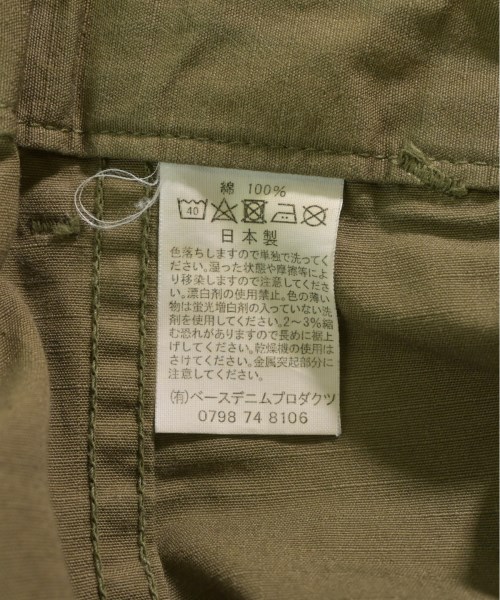 綿 100%
40
日本製
色落ちしますので単独で洗ってく
ださい。湿った状態や摩擦等によ
り移染しますので注意してくださ
い。漂白剤の使用禁止。色の薄い
物は蛍光増白剤の入っていない洗
剤を使用してください。2～3%縮
む恐れがありますので長めに裾上
げしてください。乾燥機の使用は
さけてください。金属突起部分に
注意してください。
(有)ベースデニムプロダクツ
0798 74 8106